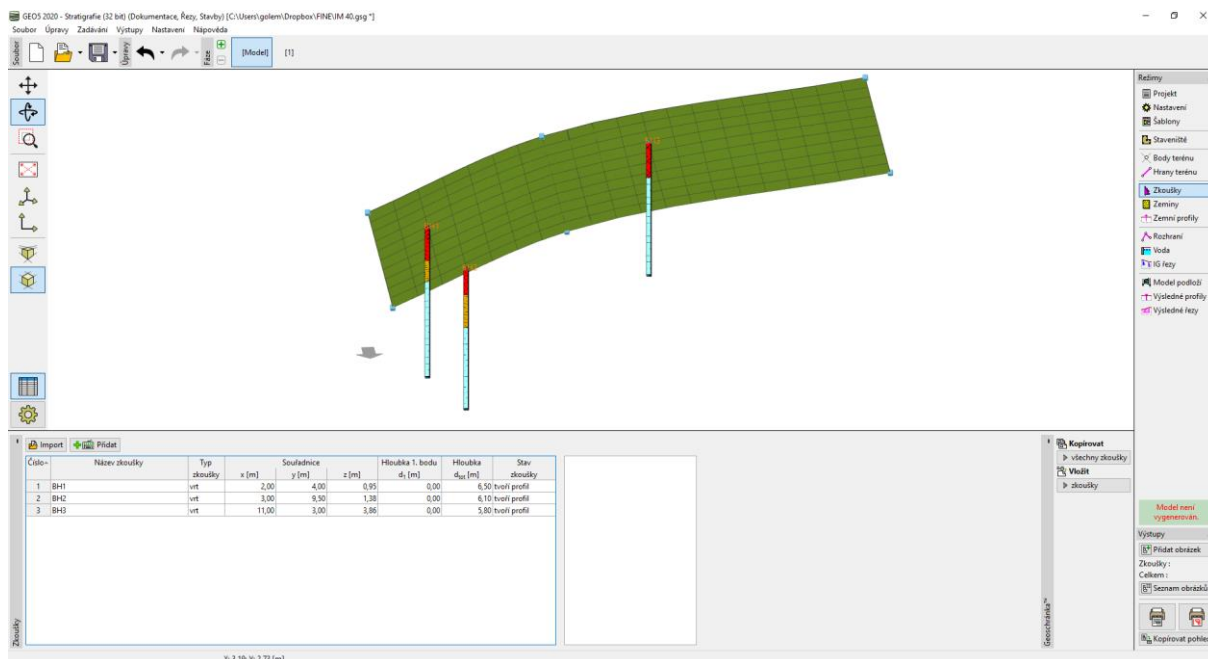 GEO5 2020 - Stratigrafie (32 bit) (Dokumentace, Řezy, Stavby) [C:\Users\golem\Dropbox\FINE\IM 40.gsg *]
Soubor Úpravy Zadávání Výstupy Nastavení Nápověda
Soubor
Úpravy
Fáze
[Model] [1]
Režimy
Projekt
Nastavení
Šablony
Staveniště
Body terénu
Hrany terénu
Zkoušky
Zeminy
Zemní profily
Rozhraní
Voda
IG řezy
Model podloží
Výsledné profily
Výsledné řezy
Import Přidat
Číslo Název zkoušky Typ Souřadnice Hloubka 1. bodu Hloubka Stav
zkoušky x [m] y [m] z [m] d1 [m] dtot [m] zkoušky
1 BH1 vrt 2,00 4,00 0,95 0,00 6,50 tvoří profil
2 BH2 vrt 3,00 9,50 1,38 0,00 6,10 tvoří profil
3 BH3 vrt 11,00 3,00 3,86 0,00 5,80 tvoří profil
Zkoušky
Kopírovat
všechny zkoušky
Vložit
zkoušky
Geoschránka™
Model není
vygenerován.
Výstupy
Přidat obrázek
Zkoušky :
Celkem :
Seznam obrázků
Kopírovat pohled